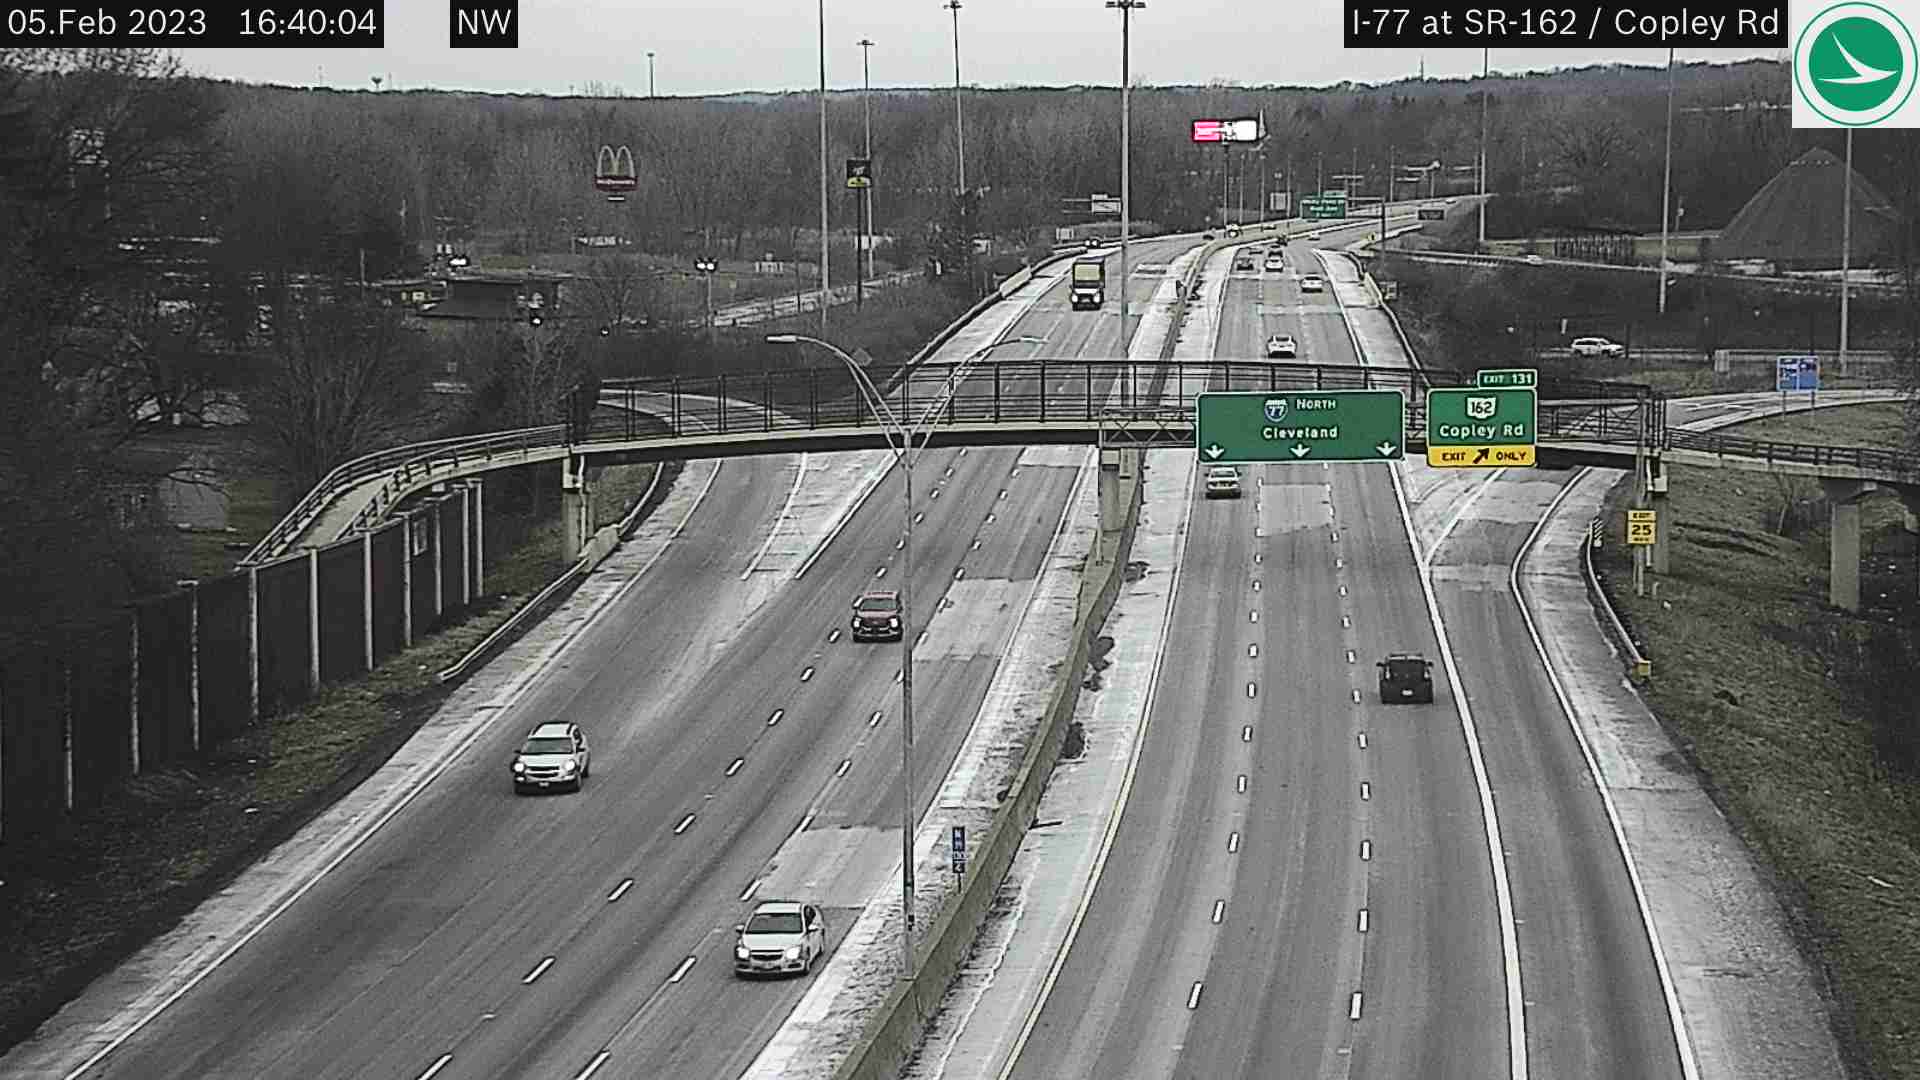 05.Feb 2023 16:40:04
NW
I-77 at SR-162 / Copley Rd
McDonald's
EXIT 131
77 NORTH
Cleveland
162
Copley Rd
EXIT ONLY
EXIT
25